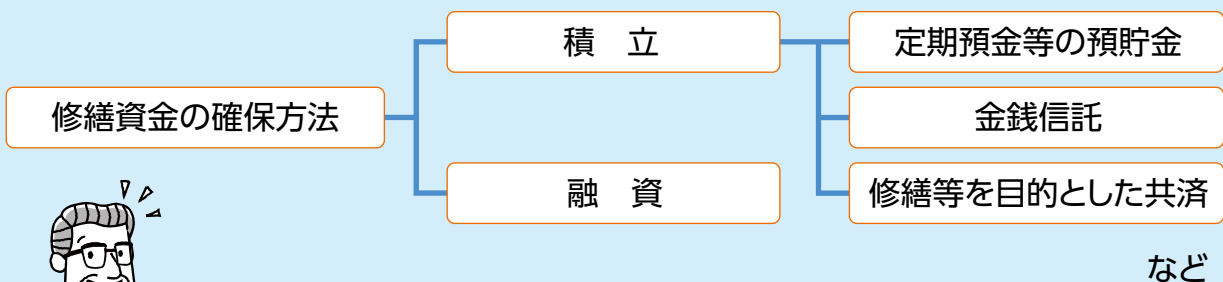 修繕資金の確保方法
積　立
融　資
定期預金等の預貯金
金銭信託
修繕等を目的とした共済
など